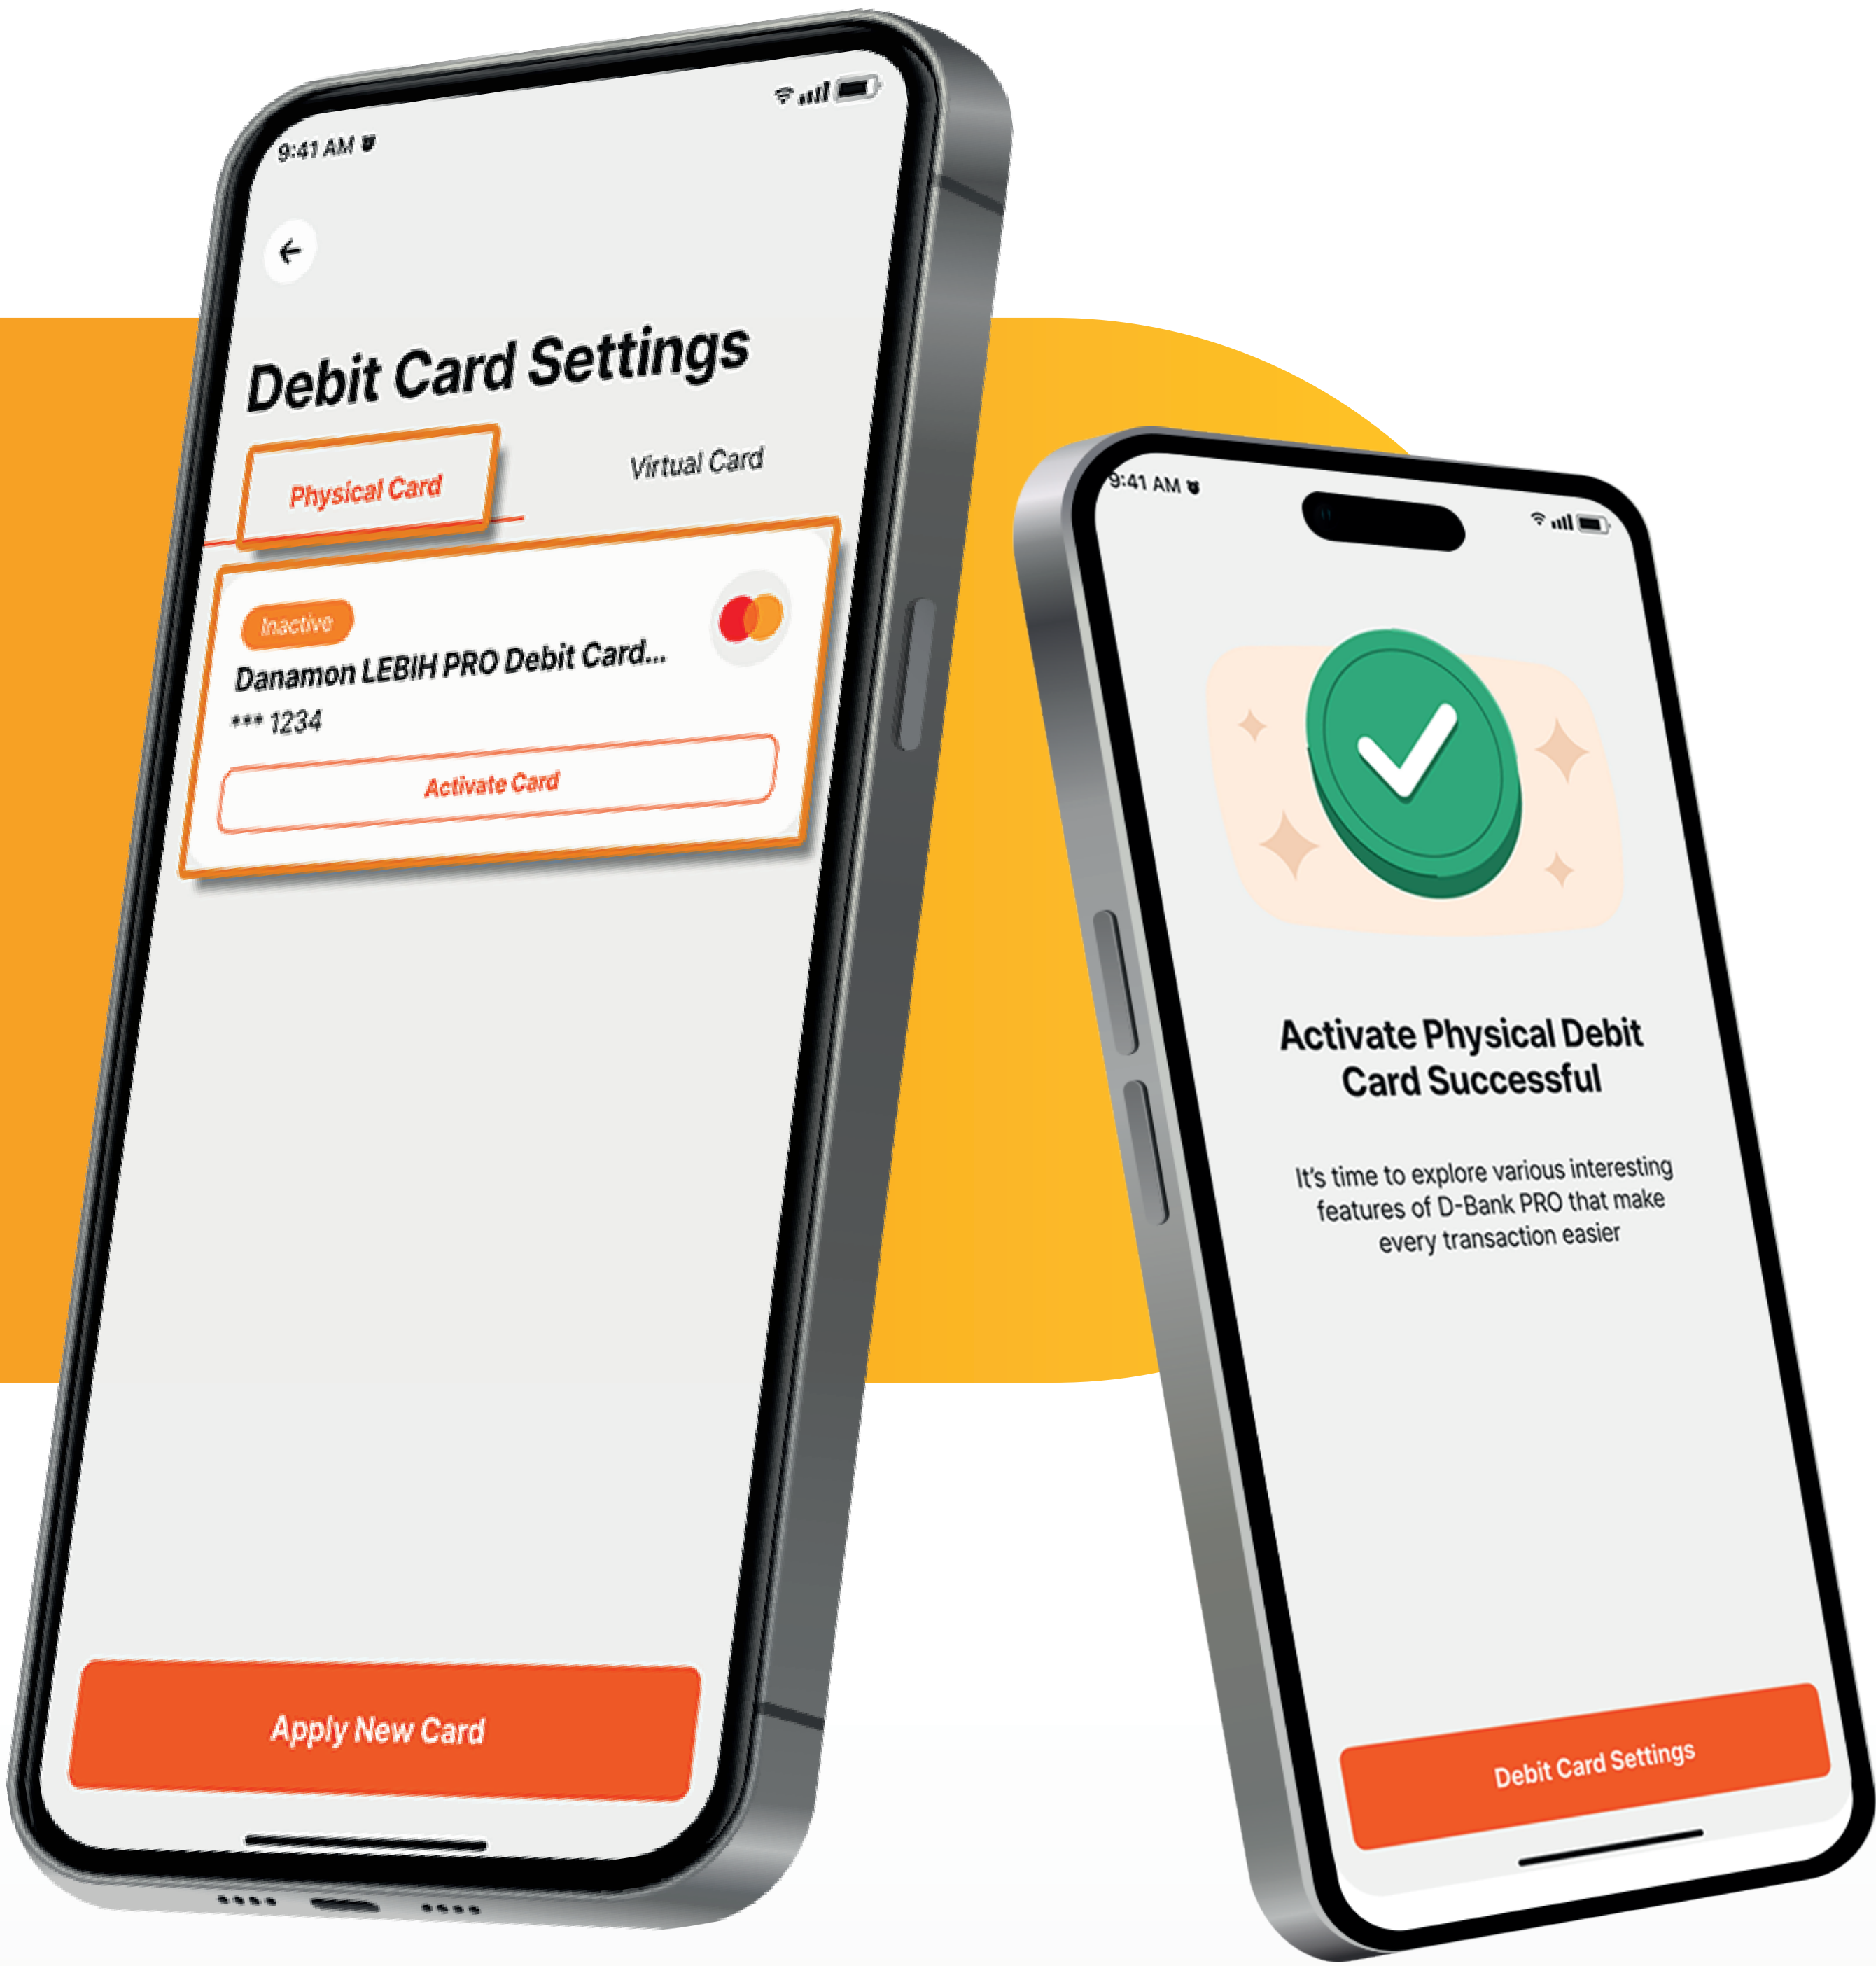 9:41 AM
Debit Card Settings
Physical Card
Virtual Card
Inactive
Danamon LEBIH PRO Debit Card...
*** 1234
Activate Card
Apply New Card
9:41 AM
Activate Physical Debit
Card Successful
It's time to explore various interesting
features of D-Bank PRO that make
every transaction easier
Debit Card Settings